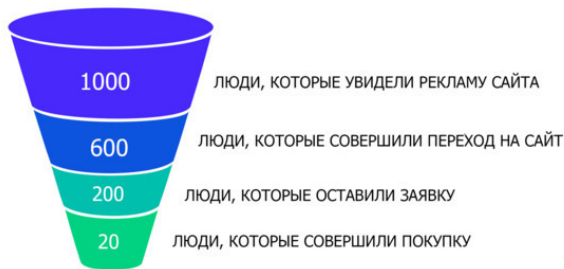 1000
ЛЮДИ, КОТОРЫЕ УВИДЕЛИ РЕКЛАМУ САЙТА
600
ЛЮДИ, КОТОРЫЕ СОВЕРШИЛИ ПЕРЕХОД НА САЙТ
200
ЛЮДИ, КОТОРЫЕ ОСТАВИЛИ ЗАЯВКУ
20
ЛЮДИ, КОТОРЫЕ СОВЕРШИЛИ ПОКУПКУ